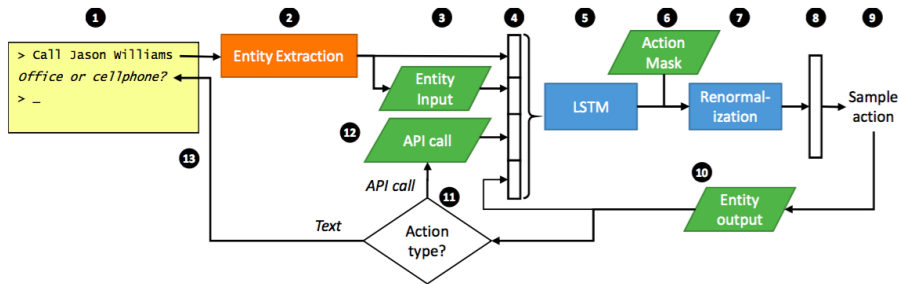 1
2
3
4
5
6
7
8
9
> Call Jason Williams
Office or cellphone?
> _
Entity Extraction
Entity
Input
Action
Mask
LSTM
Renormal-
ization
Sample
action
12
API call
13
API call
11
10
Entity
output
Text
Action
type?